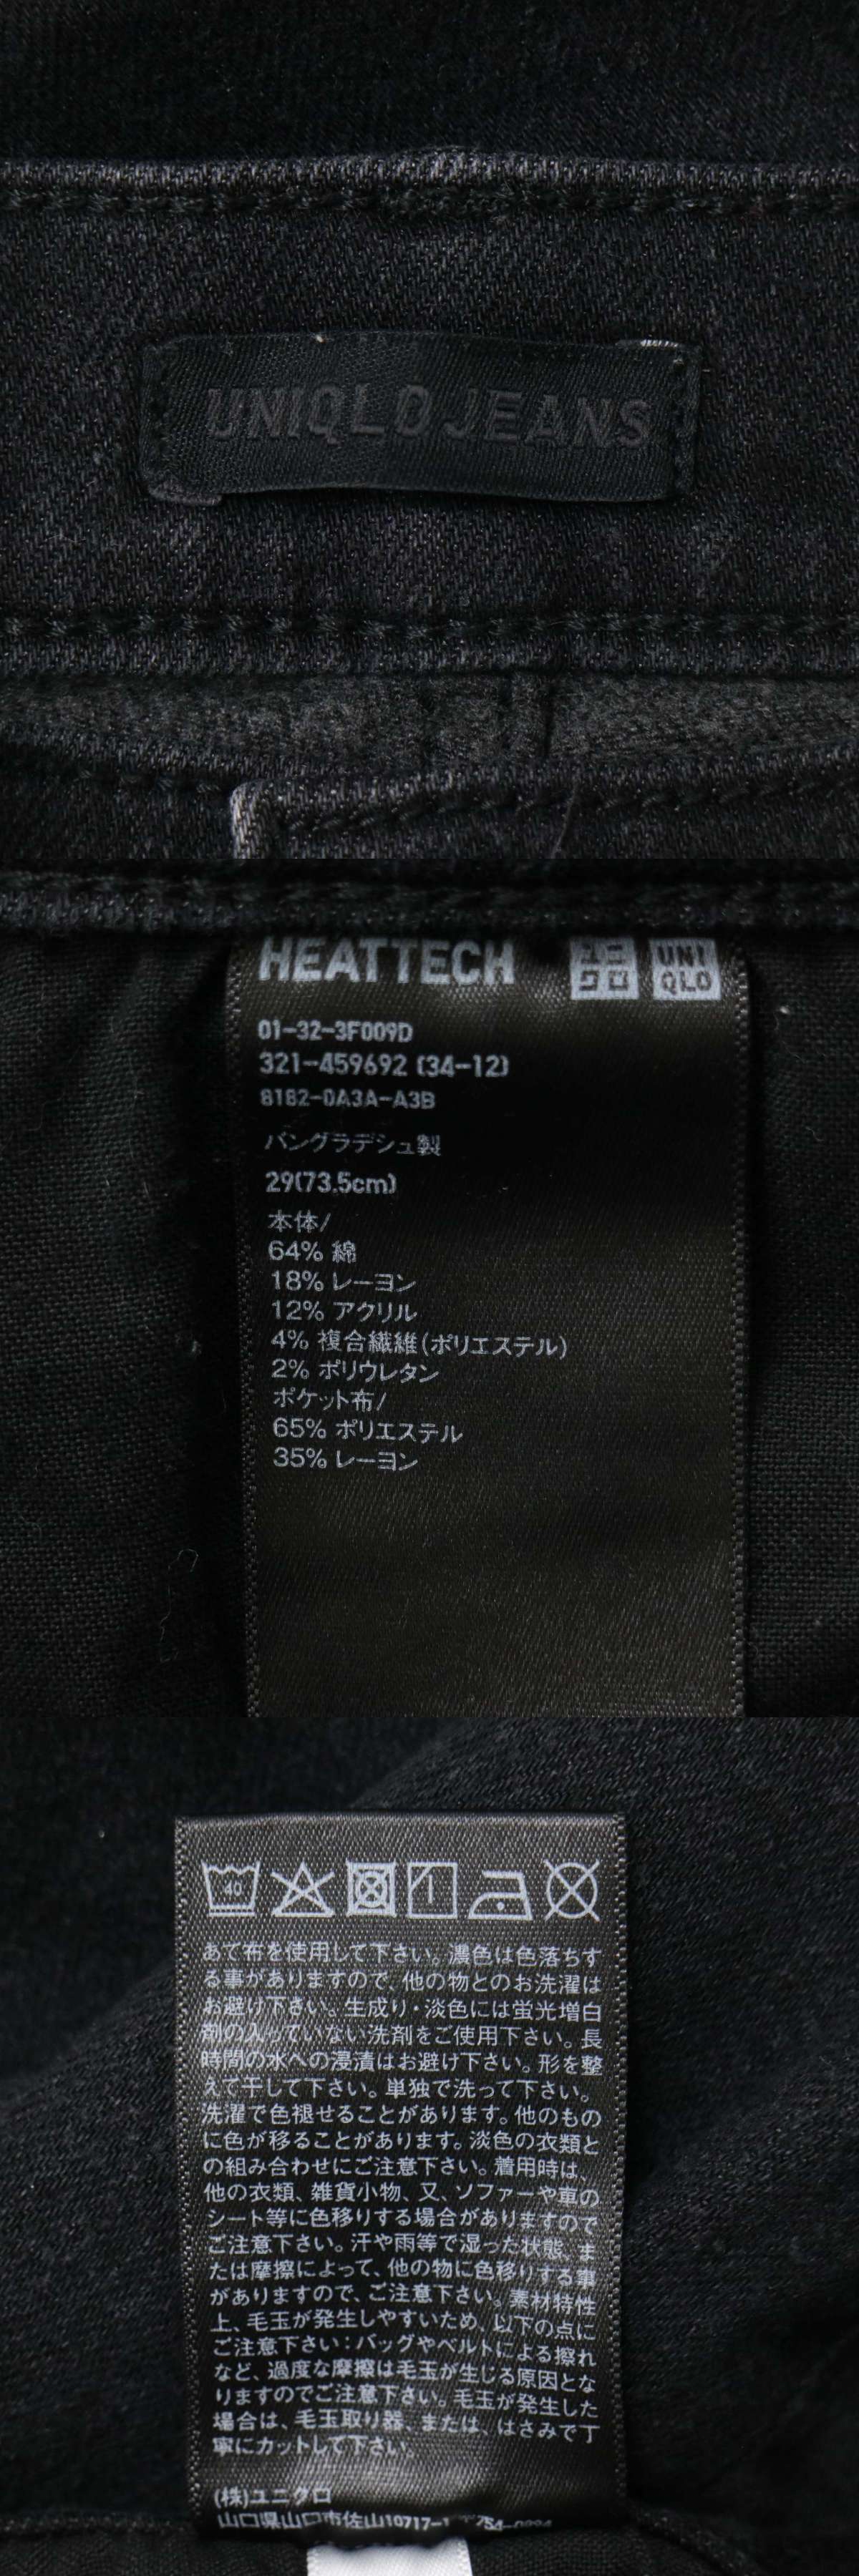 UNIQLO JEANS
HEATTECH ユニクロ UNIQLO
01-32-3F009D
321-459692 (34-12)
8182-0A3A-A3B
バングラデシュ製
29(73.5cm)
本体/
64% 綿
18% レーヨン
12% アクリル
4% 複合繊維(ポリエステル)
2% ポリウレタン
ポケット布/
65% ポリエステル
35% レーヨン
40
あて布を使用して下さい。濃色は色落ちす
る事がありますので、他の物とのお洗濯は
お避け下さい。生成り・淡色には蛍光増白
剤の入っていない洗剤をご使用下さい。長
時間の水への浸漬はお避け下さい。形を整
えて干して下さい。単独で洗って下さい。
洗濯で色褪せることがあります。他のもの
に色が移ることがあります。淡色の衣類と
の組み合わせにご注意下さい。着用時は、
他の衣類、雑貨小物、又、ソファーや車の
シート等に色移りする場合がありますので
ご注意下さい。汗や雨等で湿った状態、ま
たは摩擦によって、他の物に色移りする事
がありますので、ご注意下さい。素材特性
上、毛玉が発生しやすいため、以下の点に
ご注意下さい：バッグやベルトによる擦れ
など、過度な摩擦は毛玉が生じる原因とな
りますのでご注意下さい。毛玉が発生した
場合は、毛玉取り器、または、はさみで丁
寧にカットして下さい。
(株)ユニクロ
山口県山口市佐山10717-1